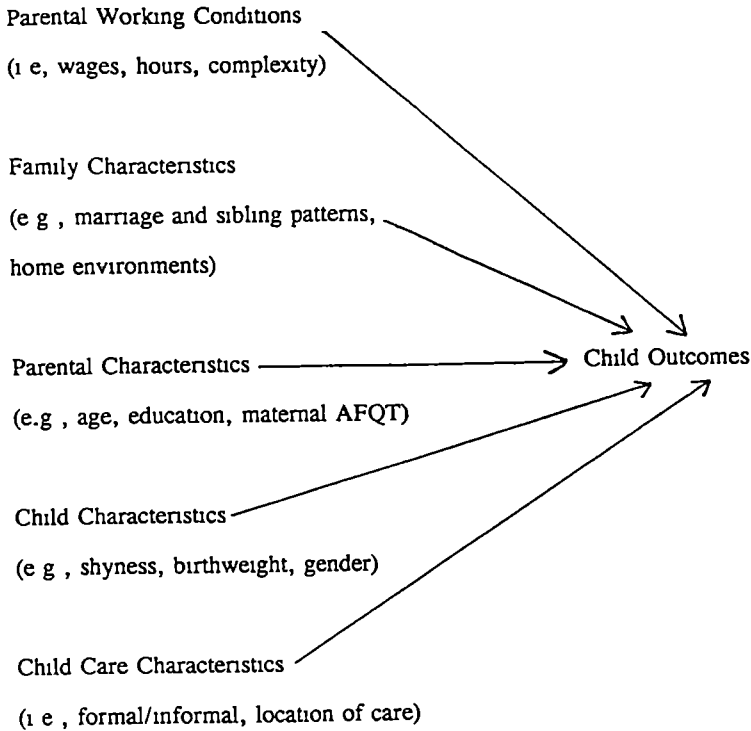 Parental Working Conditions
(i e, wages, hours, complexity)
Family Characteristics
(e g , marriage and sibling patterns,
home environments)
Child Outcomes
Parental Characteristics
(e.g , age, education, maternal AFQT)
Child Characteristics
(e g , shyness, birthweight, gender)
Child Care Characteristics
(i e , formal/informal, location of care)